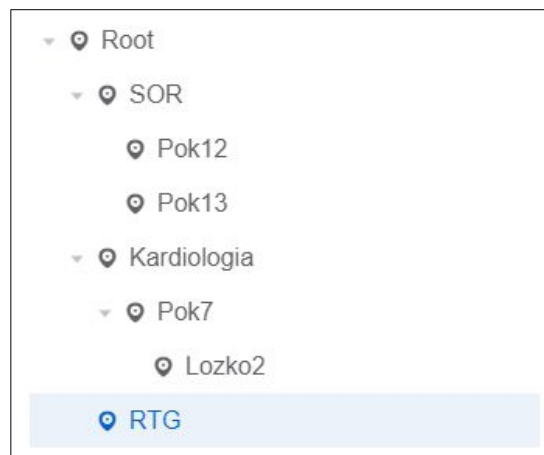 Root
SOR
Pok12
Pok13
Kardiologia
Pok7
Lozko2
RTG